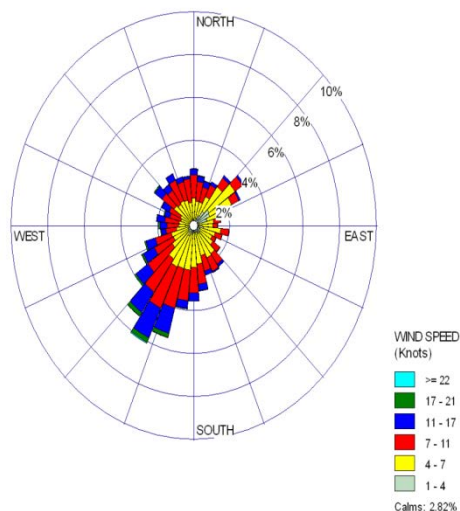 NORTH
10%
8%
6%
4%
2%
WEST
EAST
SOUTH
WIND SPEED
(Knots)
>= 22
17 - 21
11 - 17
7 - 11
4 - 7
1 - 4
Calms: 2.82%